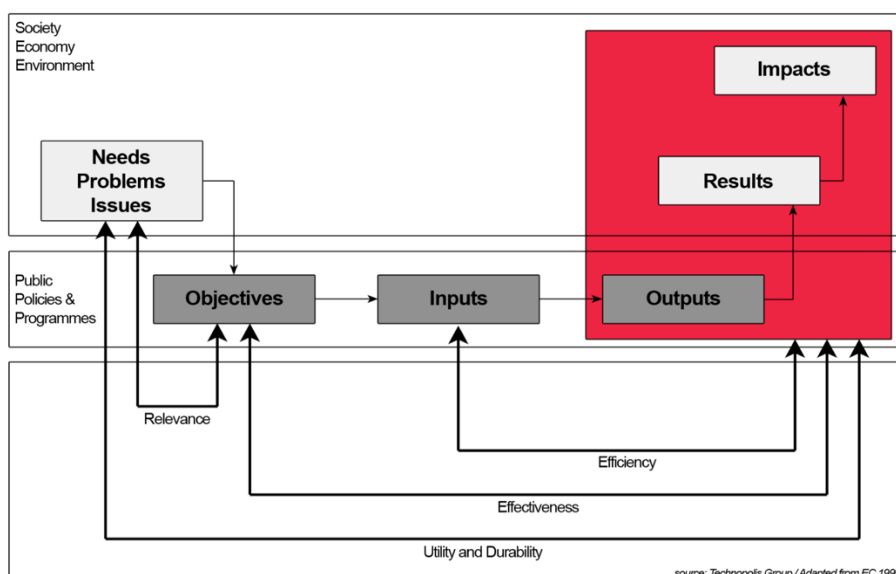 Society
Economy
Environment
Impacts
Needs
Problems
Issues
Results
Public
Policies &
Programmes
Objectives
Inputs
Outputs
Relevance
Efficiency
Effectiveness
Utility and Durability
source: Technopolis Group / Adapted from EC